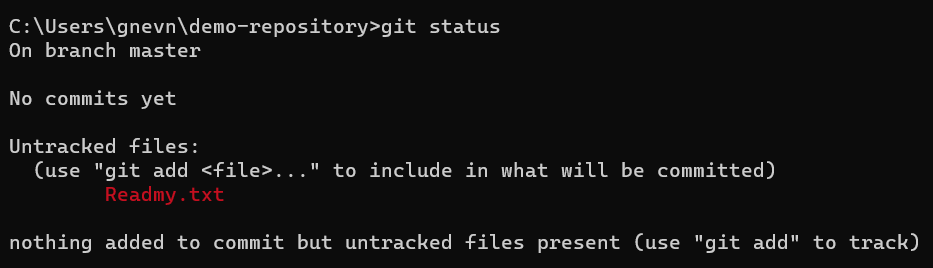 C:\Users\gnevn\demo-repository>git status
On branch master
No commits yet
Untracked files:
(use "git add <file>..." to include in what will be committed)
Readmy.txt
nothing added to commit but untracked files present (use "git add" to track)